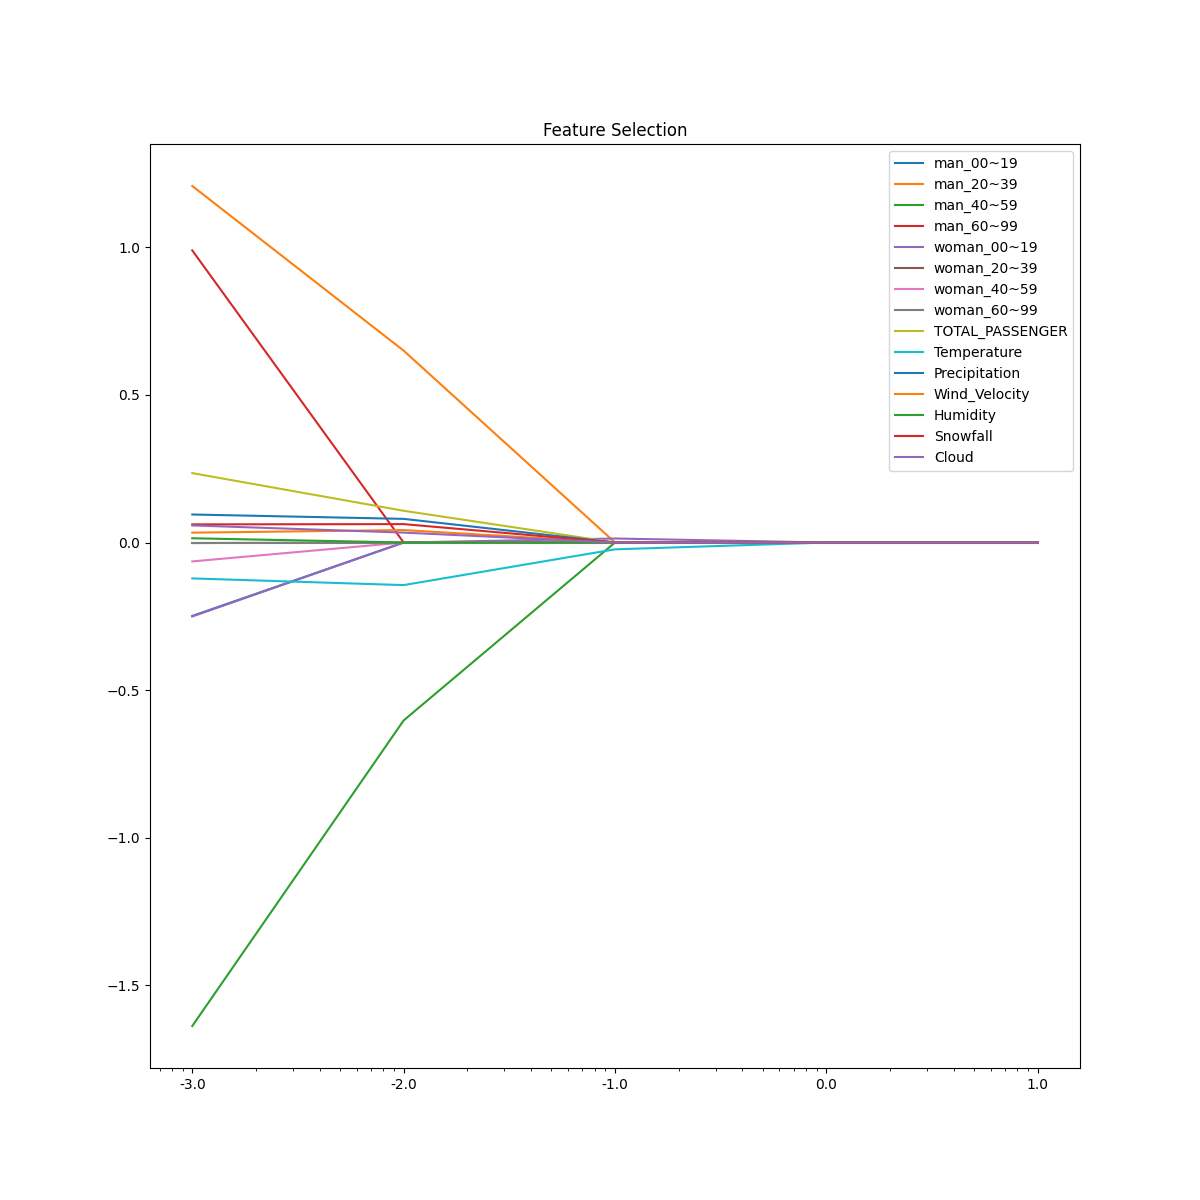 Feature Selection
man_00~19
man_20~39
man_40~59
man_60~99
woman_00~19
woman_20~39
woman_40~59
woman_60~99
TOTAL_PASSENGER
Temperature
Precipitation
Wind_Velocity
Humidity
Snowfall
Cloud
1.0
0.5
0.0
−0.5
−1.0
−1.5
-3.0 -2.0 -1.0 0.0 1.0